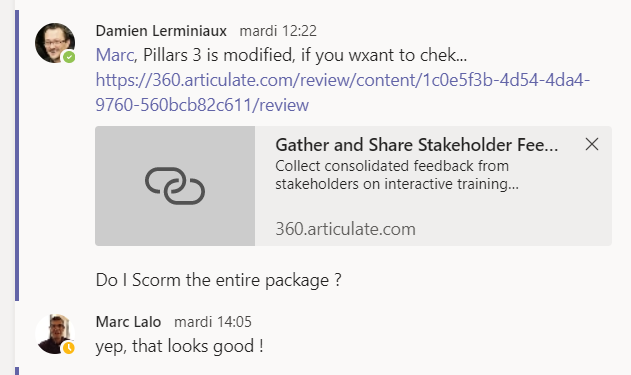 Damien Lerminiaux mardi 12:22
Marc, Pillars 3 is modified, if you wxant to chek...
https://360.articulate.com/review/content/1c0e5f3b-4d54-4da4-
9760-560bcb82c611/review
Gather and Share Stakeholder Fee...
Collect consolidated feedback from
stakeholders on interactive training...
360.articulate.com
Do I Scorm the entire package ?
Marc Lalo mardi 14:05
yep, that looks good !